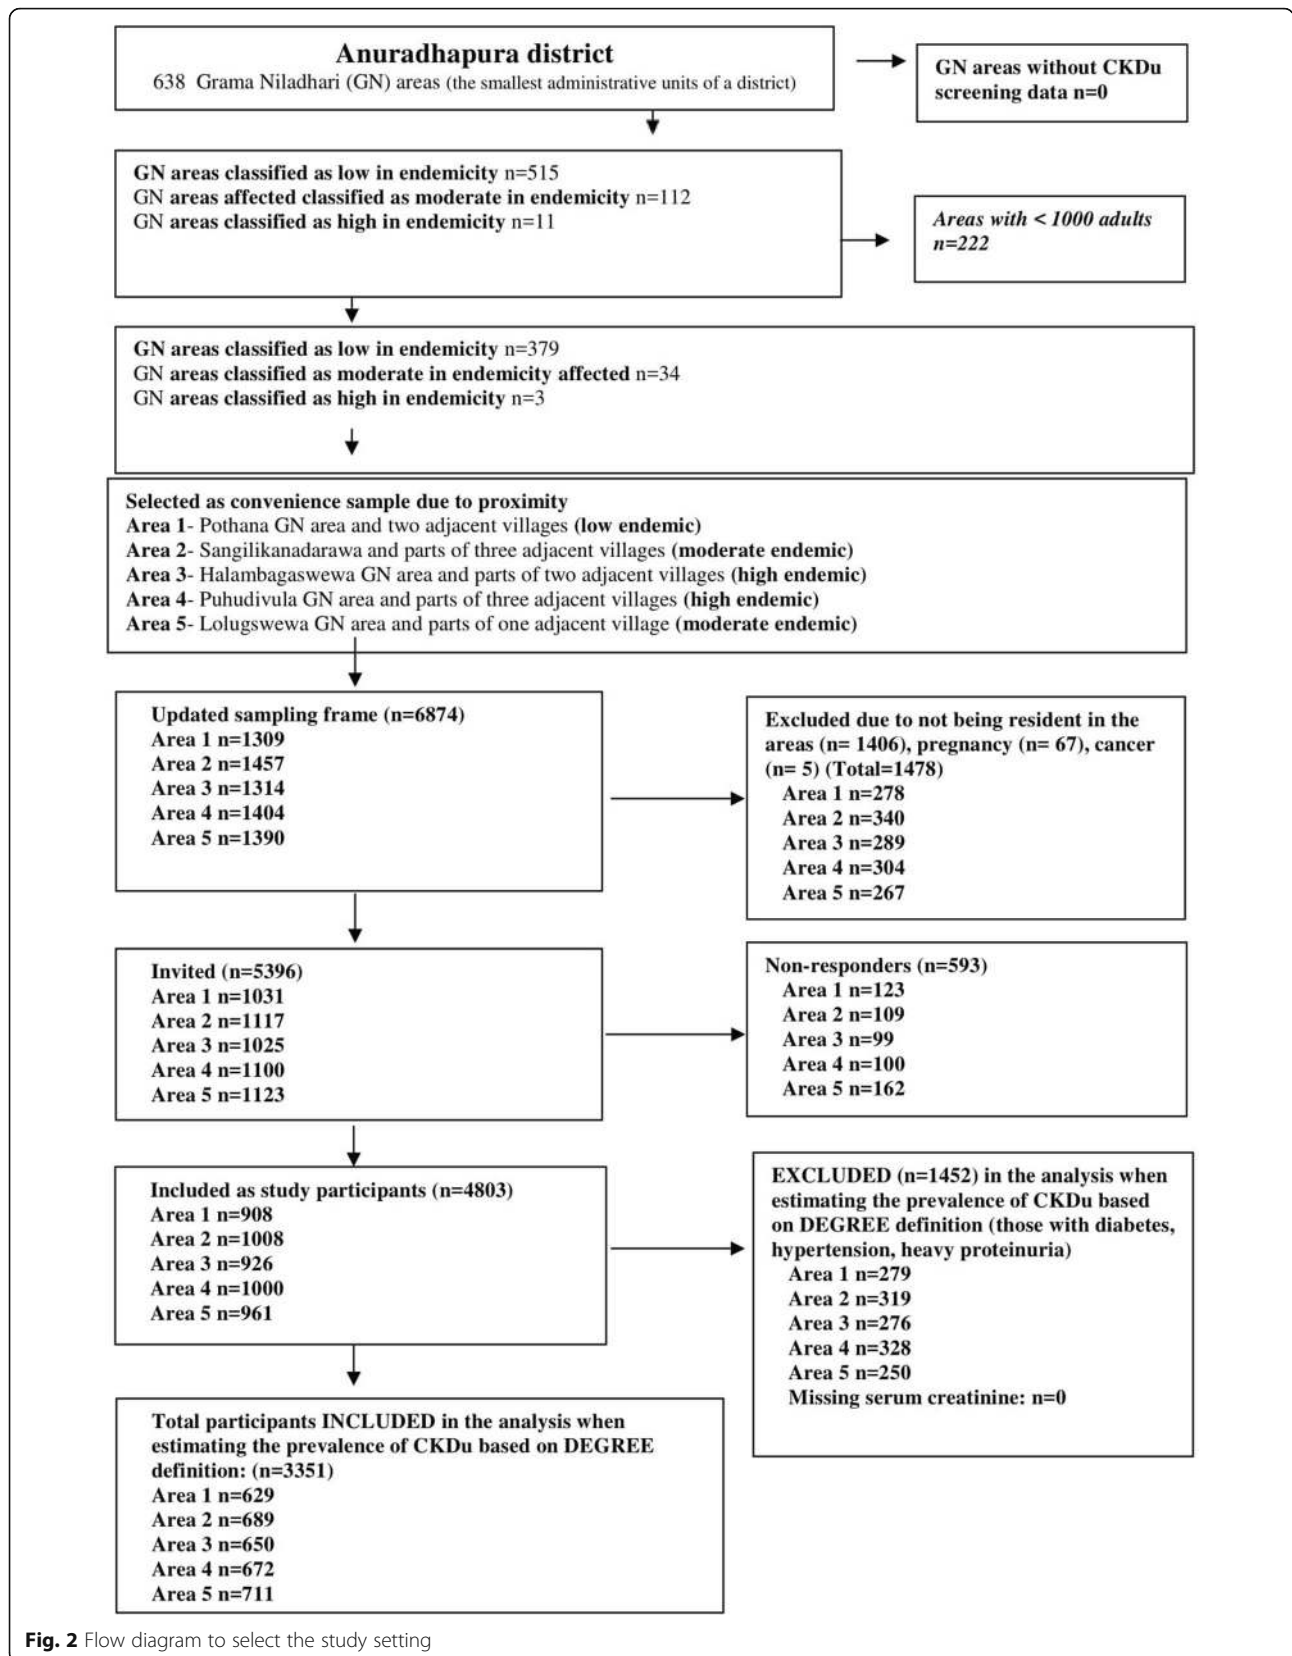 Anuradhapura district
638 Grama Niladhari (GN) areas (the smallest administrative units of a district)
GN areas without CKDu
screening data n=0
GN areas classified as low in endemicity n=515
GN areas affected classified as moderate in endemicity n=112
GN areas classified as high in endemicity n=11
Areas with < 1000 adults
n=222
GN areas classified as low in endemicity n=379
GN areas classified as moderate in endemicity affected n=34
GN areas classified as high in endemicity n=3
Selected as convenience sample due to proximity
Area 1- Pothana GN area and two adjacent villages (low endemic)
Area 2- Sangilikanadarawa and parts of three adjacent villages (moderate endemic)
Area 3- Halambagaswewa GN area and parts of two adjacent villages (high endemic)
Area 4- Puhudivula GN area and parts of three adjacent villages (high endemic)
Area 5- Lolugswewa GN area and parts of one adjacent village (moderate endemic)
Updated sampling frame (n=6874)
Area 1 n=1309
Area 2 n=1457
Area 3 n=1314
Area 4 n=1404
Area 5 n=1390
Excluded due to not being resident in the
areas (n= 1406), pregnancy (n= 67), cancer
(n= 5) (Total=1478)
Area 1 n=278
Area 2 n=340
Area 3 n=289
Area 4 n=304
Area 5 n=267
Invited (n=5396)
Area 1 n=1031
Area 2 n=1117
Area 3 n=1025
Area 4 n=1100
Area 5 n=1123
Non-responders (n=593)
Area 1 n=123
Area 2 n=109
Area 3 n=99
Area 4 n=100
Area 5 n=162
Included as study participants (n=4803)
Area 1 n=908
Area 2 n=1008
Area 3 n=926
Area 4 n=1000
Area 5 n=961
EXCLUDED (n=1452) in the analysis when
estimating the prevalence of CKDu based
on DEGREE definition (those with diabetes,
hypertension, heavy proteinuria)
Area 1 n=279
Area 2 n=319
Area 3 n=276
Area 4 n=328
Area 5 n=250
Missing serum creatinine: n=0
Total participants INCLUDED in the analysis when
estimating the prevalence of CKDu based on DEGREE
definition: (n=3351)
Area 1 n=629
Area 2 n=689
Area 3 n=650
Area 4 n=672
Area 5 n=711
Fig. 2 Flow diagram to select the study setting